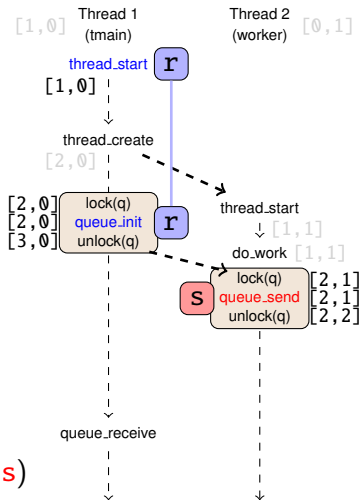 [1,0] Thread 1 Thread 2 [0,1]
(tmain) (worker)
thread_start r
[1,0]
thread_create
[2,0]
thread_start
[1,1]
do_work [1,1]
[2,0] lock(q)
[2,0] queue_init r
[3,0] unlock(q)
lock(q) [2,1]
s queue_send [2,1]
unlock(q) [2,2]
queue_receive
s)